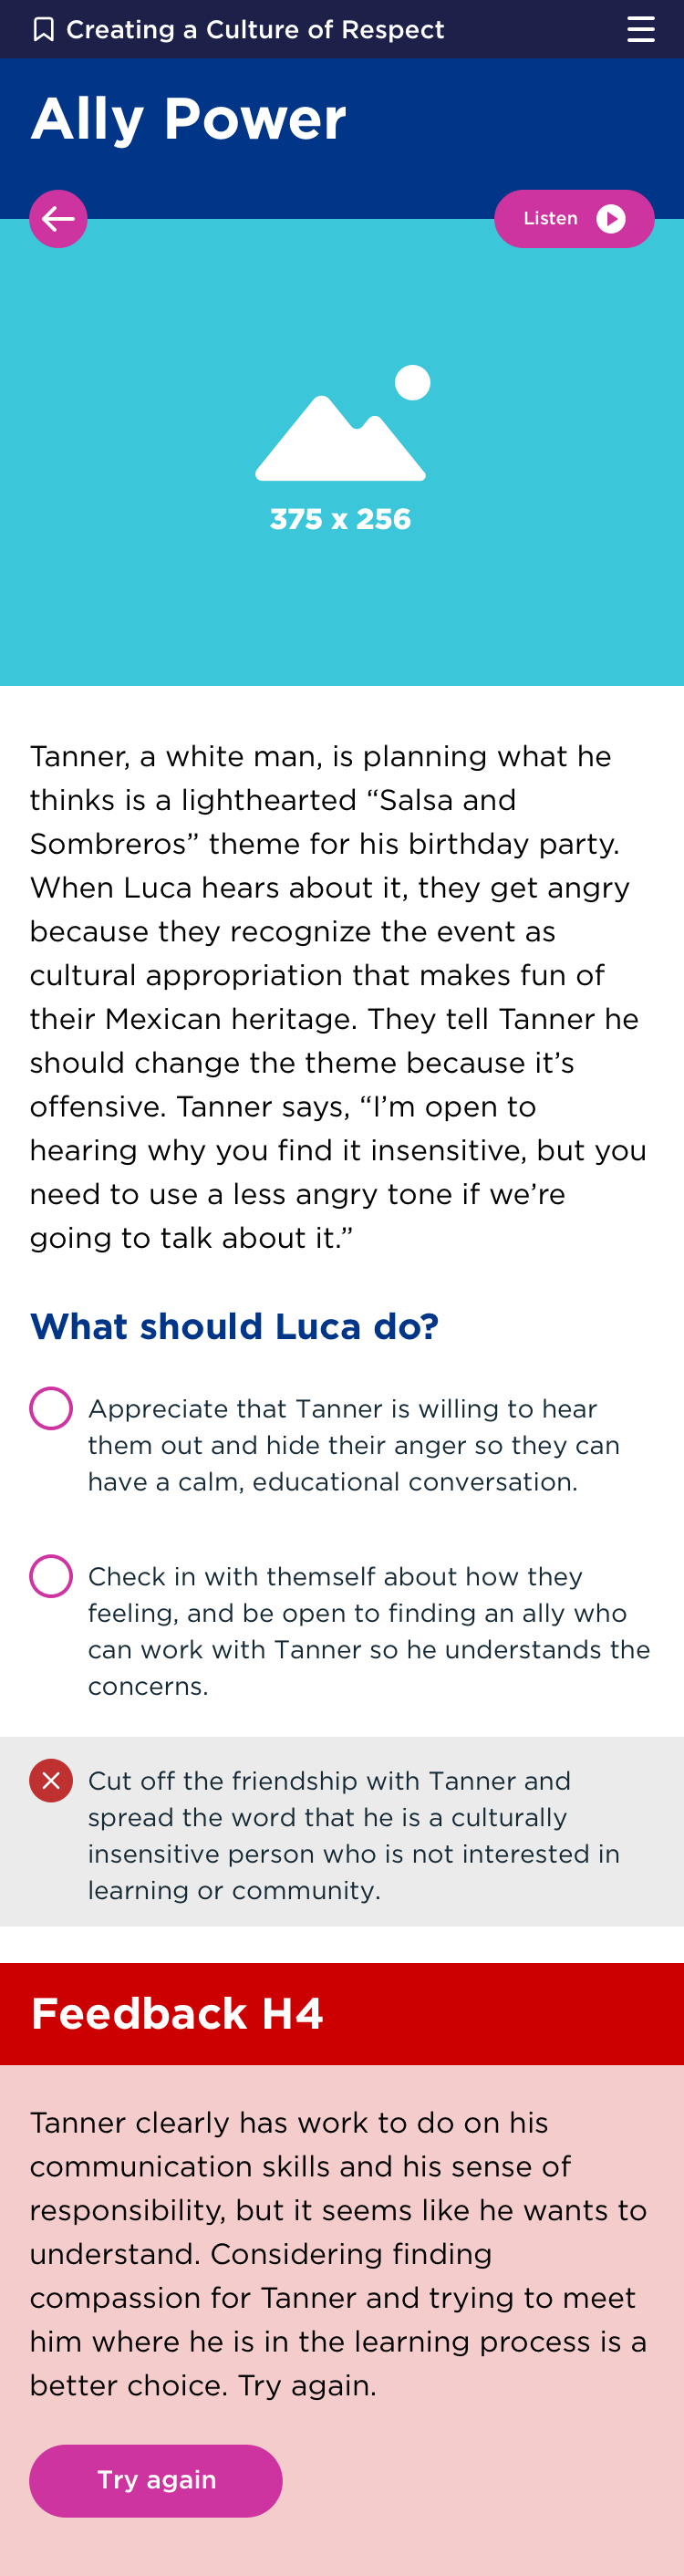 Creating a Culture of Respect
Ally Power
Listen
375 x 256
Tanner, a white man, is planning what he
thinks is a lighthearted “Salsa and
Sombreros” theme for his birthday party.
When Luca hears about it, they get angry
because they recognize the event as
cultural appropriation that makes fun of
their Mexican heritage. They tell Tanner he
should change the theme because it’s
offensive. Tanner says, “I’m open to
hearing why you find it insensitive, but you
need to use a less angry tone if we’re
going to talk about it.”
What should Luca do?
Appreciate that Tanner is willing to hear
them out and hide their anger so they can
have a calm, educational conversation.
Check in with themself about how they
feeling, and be open to finding an ally who
can work with Tanner so he understands the
concerns.
Cut off the friendship with Tanner and
spread the word that he is a culturally
insensitive person who is not interested in
learning or community.
Feedback H4
Tanner clearly has work to do on his
communication skills and his sense of
responsibility, but it seems like he wants to
understand. Considering finding
compassion for Tanner and trying to meet
him where he is in the learning process is a
better choice. Try again.
Try again